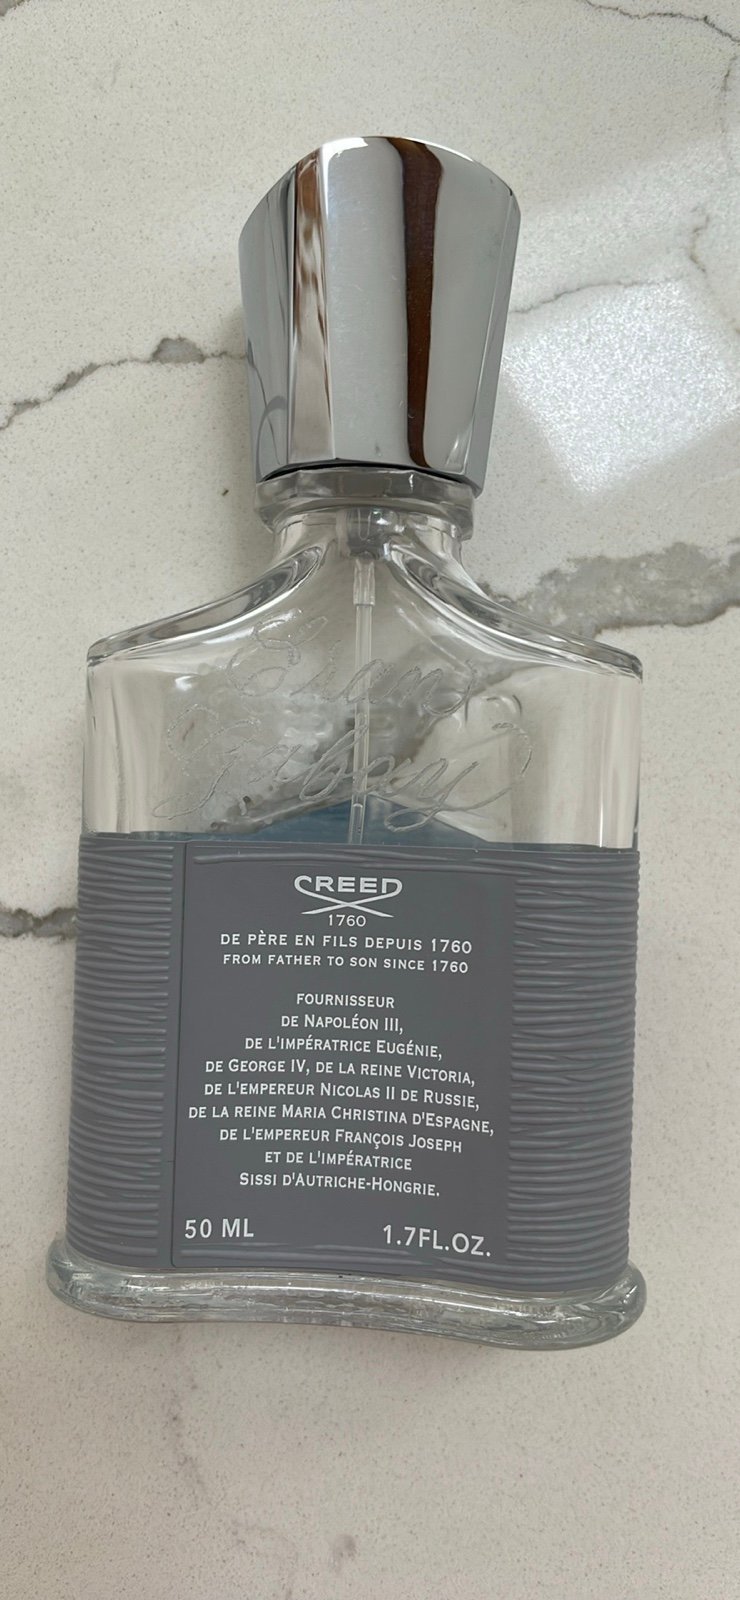 CREED
1760
DE PÈRE EN FILS DEPUIS 1760
FROM FATHER TO SON SINCE 1760
FOURNISSEUR
DE NAPOLÉON III,
DE L'IMPÉRATRICE EUGÉNIE,
DE GEORGE IV, DE LA REINE VICTORIA,
DE L'EMPEREUR NICOLAS II DE RUSSIE,
DE LA REINE MARIA CHRISTINA D'ESPAGNE,
DE L'EMPEREUR FRANÇOIS JOSEPH
ET DE L'IMPÉRATRICE
SISSI D'AUTRICHE-HONGRIE.
50 ML 1.7FL.OZ.